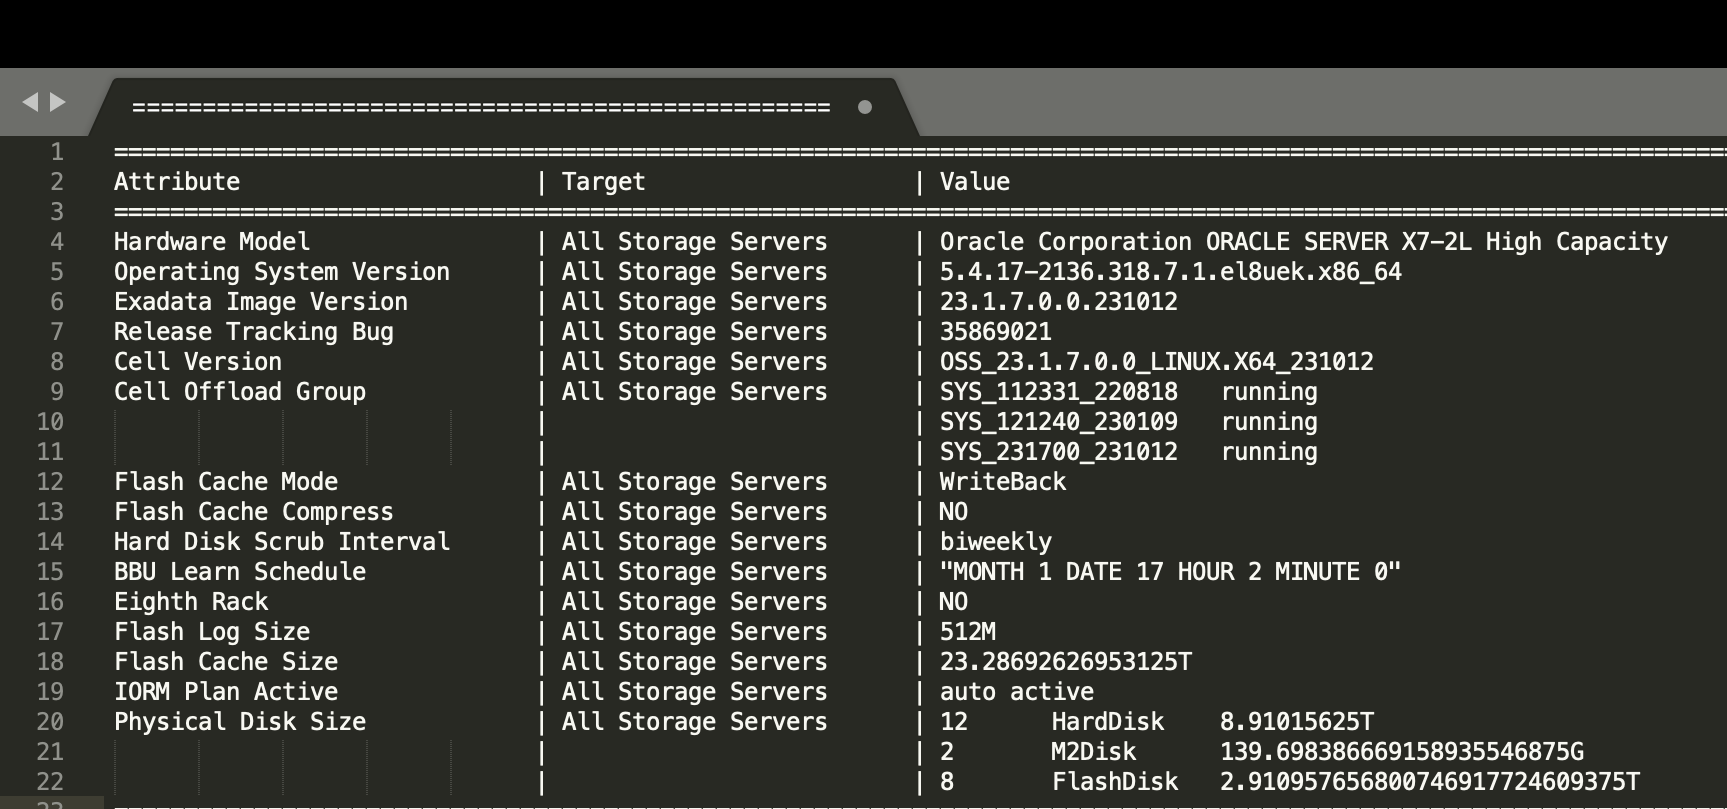 ==================================================
1 ====================================================================================================================
2 Attribute | Target | Value
3 ====================================================================================================================
4 Hardware Model | All Storage Servers | Oracle Corporation ORACLE SERVER X7-2L High Capacity
5 Operating System Version | All Storage Servers | 5.4.17-2136.318.7.1.el8uek.x86_64
6 Exadata Image Version | All Storage Servers | 23.1.7.0.0.231012
7 Release Tracking Bug | All Storage Servers | 35869021
8 Cell Version | All Storage Servers | OSS_23.1.7.0.0_LINUX.X64_231012
9 Cell Offload Group | All Storage Servers | SYS_112331_220818 running
10 | | SYS_121240_230109 running
11 | | SYS_231700_231012 running
12 Flash Cache Mode | All Storage Servers | WriteBack
13 Flash Cache Compress | All Storage Servers | NO
14 Hard Disk Scrub Interval | All Storage Servers | biweekly
15 BBU Learn Schedule | All Storage Servers | "MONTH 1 DATE 17 HOUR 2 MINUTE 0"
16 Eighth Rack | All Storage Servers | NO
17 Flash Log Size | All Storage Servers | 512M
18 Flash Cache Size | All Storage Servers | 23.28692626953125T
19 IORM Plan Active | All Storage Servers | auto active
20 Physical Disk Size | All Storage Servers | 12 HardDisk 8.91015625T
21 | | 2 M2Disk 139.698386669158935546875G
22 | | 8 FlashDisk 2.910957656800746917724609375T